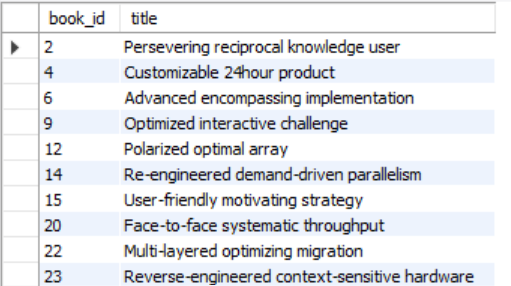 book_id title
2 Persevering reciprocal knowledge user
4 Customizable 24hour product
6 Advanced encompassing implementation
9 Optimized interactive challenge
12 Polarized optimal array
14 Re-engineered demand-driven parallelism
15 User-friendly motivating strategy
20 Face-to-face systematic throughput
22 Multi-layered optimizing migration
23 Reverse-engineered context-sensitive hardware